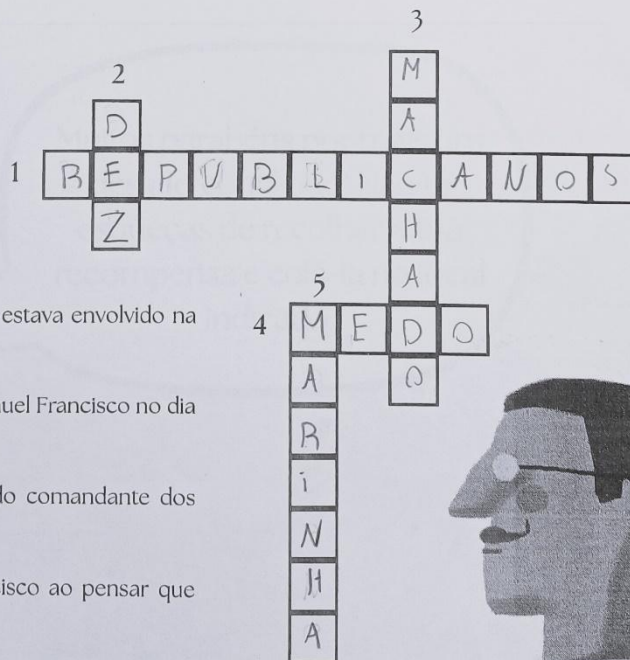 3
2
M
D
A
1 REPUBLiCANOS
Z
H
A
5
estava envolvido na
4 MEDO
A
O
uel Francisco no dia
R
i
do comandante dos
N
H
isco ao pensar que
A